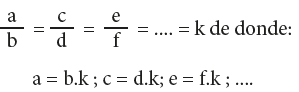 a/b = c/d = e/f = .... = k de donde:
a = b.k ; c = d.k; e = f.k ; ....